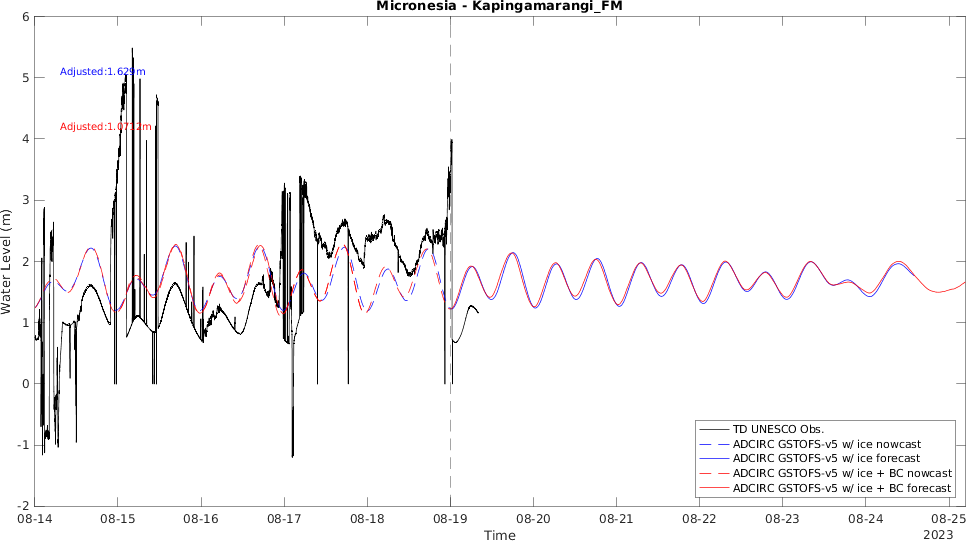 Micronesia - Kapingamarangi_FM
Water Level (m)
6
5
4
3
2
1
0
-1
-2
Adjusted:1.629m
Adjusted:1.0712m
TD UNESCO Obs.
ADCIRC GSTOFS-v5 w/ ice nowcast
ADCIRC GSTOFS-v5 w/ ice forecast
ADCIRC GSTOFS-v5 w/ ice + BC nowcast
ADCIRC GSTOFS-v5 w/ ice + BC forecast
08-14 08-15 08-16 08-17 08-18 08-19 08-20 08-21 08-22 08-23 08-24 08-25
Time
2023